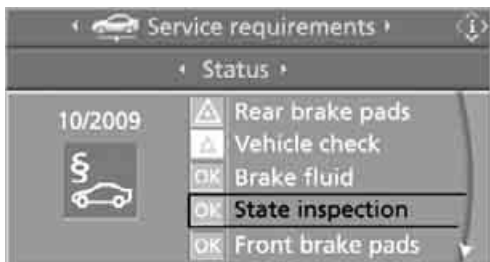 Service requirements
Status
10/2009
Rear brake pads
Vehicle check
OK Brake fluid
§
OK State inspection
OK Front brake pads